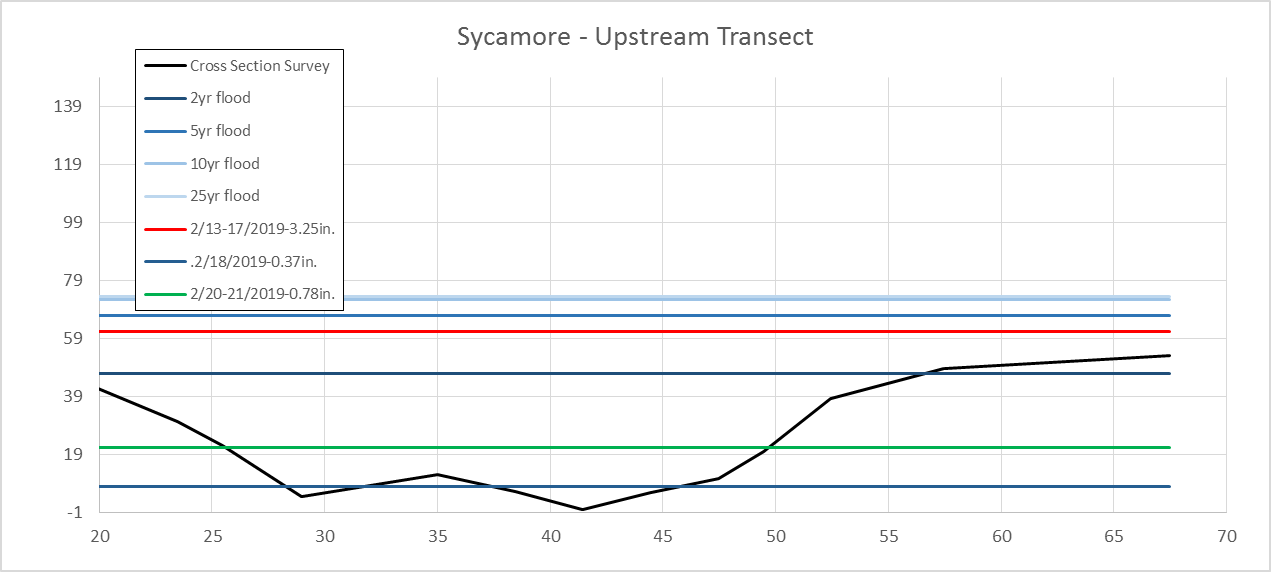 Sycamore - Upstream Transect
Cross Section Survey
2yr flood
5yr flood
10yr flood
25yr flood
2/13-17/2019-3.25in.
.2/18/2019-0.37in.
2/20-21/2019-0.78in.
139
119
99
79
59
39
19
-1
20 25 30 35 40 45 50 55 60 65 70